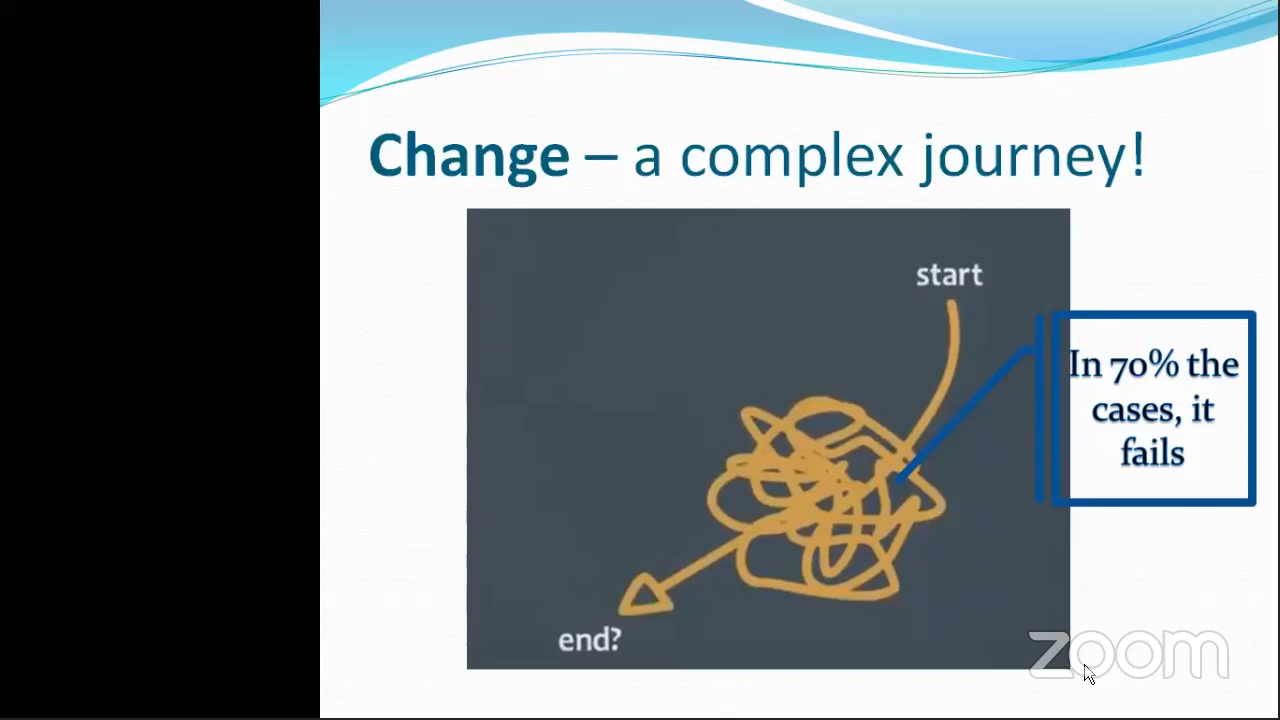 Change – a complex journey!
start
In 70% the
cases, it
fails
end?
zoom